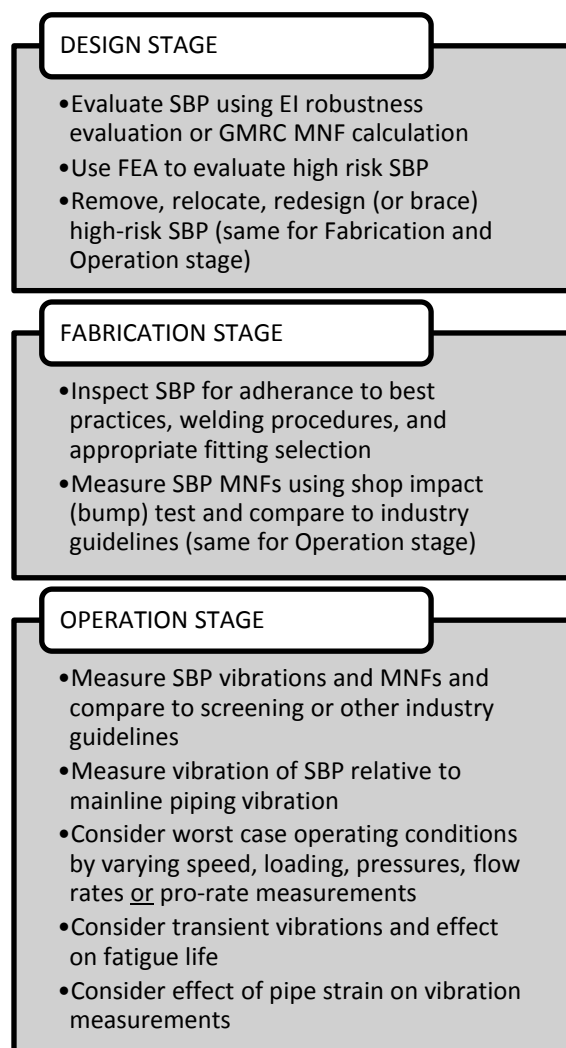 DESIGN STAGE
•Evaluate SBP using EI robustness
evaluation or GMRC MNF calculation
•Use FEA to evaluate high risk SBP
•Remove, relocate, redesign (or brace)
high-risk SBP (same for Fabrication and
Operation stage)
FABRICATION STAGE
•Inspect SBP for adherance to best
practices, welding procedures, and
appropriate fitting selection
•Measure SBP MNFs using shop impact
(bump) test and compare to industry
guidelines (same for Operation stage)
OPERATION STAGE
•Measure SBP vibrations and MNFs and
compare to screening or other industry
guidelines
•Measure vibration of SBP relative to
mainline piping vibration
•Consider worst case operating conditions
by varying speed, loading, pressures, flow
rates or pro-rate measurements
•Consider transient vibrations and effect
on fatigue life
•Consider effect of pipe strain on vibration
measurements